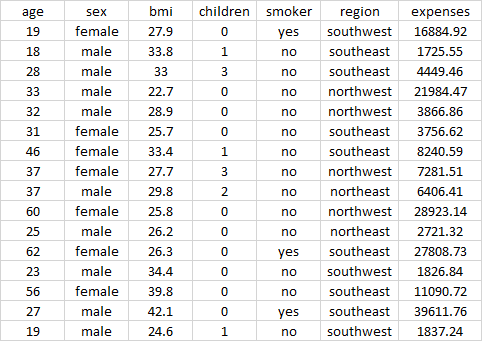 age sex bmi children smoker region expenses
19 female 27.9 0 yes southwest 16884.92
18 male 33.8 1 no southeast 1725.55
28 male 33 3 no southeast 4449.46
33 male 22.7 0 no northwest 21984.47
32 male 28.9 0 no northwest 3866.86
31 female 25.7 0 no southeast 3756.62
46 female 33.4 1 no southeast 8240.59
37 female 27.7 3 no northwest 7281.51
37 male 29.8 2 no northeast 6406.41
60 female 25.8 0 no northwest 28923.14
25 male 26.2 0 no northeast 2721.32
62 female 26.3 0 yes southeast 27808.73
23 male 34.4 0 no southwest 1826.84
56 female 39.8 0 no southeast 11090.72
27 male 42.1 0 yes southeast 39611.76
19 male 24.6 1 no southwest 1837.24